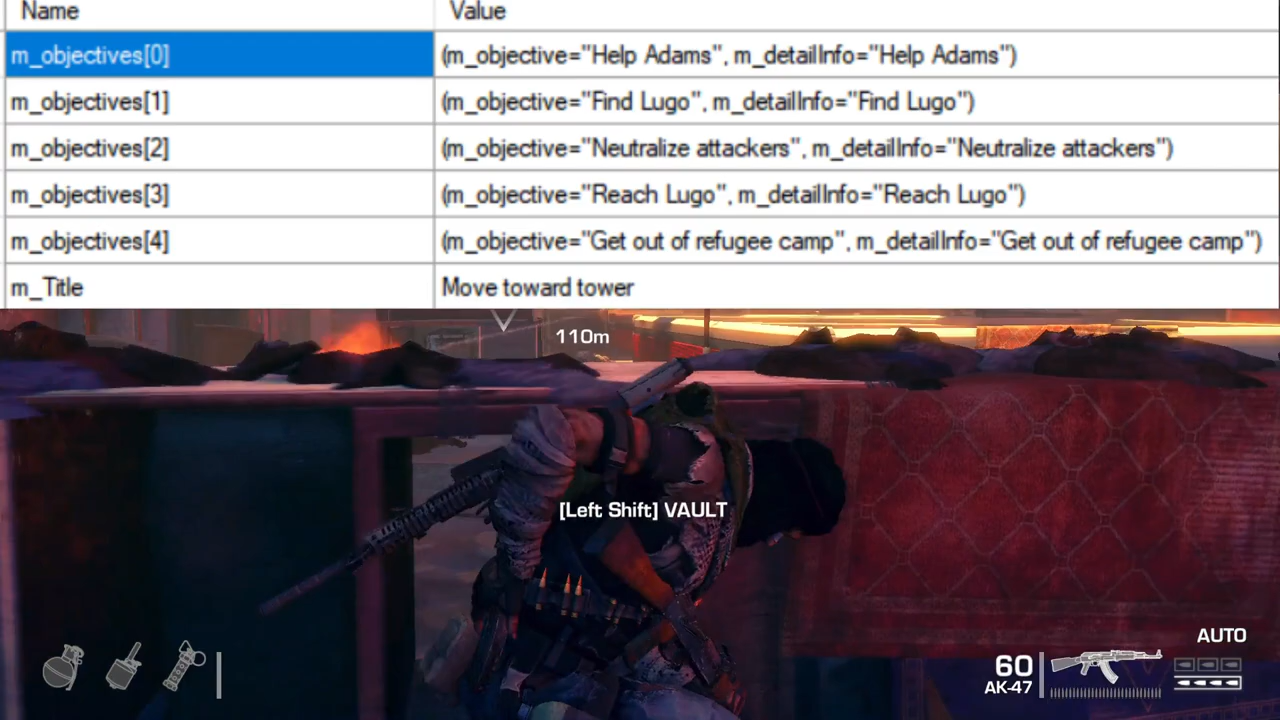 Name Value
m_objectives[0] (m_objective="Help Adams", m_detailInfo="Help Adams")
m_objectives[1] (m_objective="Find Lugo", m_detailInfo="Find Lugo")
m_objectives[2] (m_objective="Neutralize attackers", m_detailInfo="Neutralize attackers")
m_objectives[3] (m_objective="Reach Lugo", m_detailInfo="Reach Lugo")
m_objectives[4] (m_objective="Get out of refugee camp", m_detailInfo="Get out of refugee camp")
m_Title Move toward tower
110m
[Left Shift] VAULT
AUTO
60
AK-47